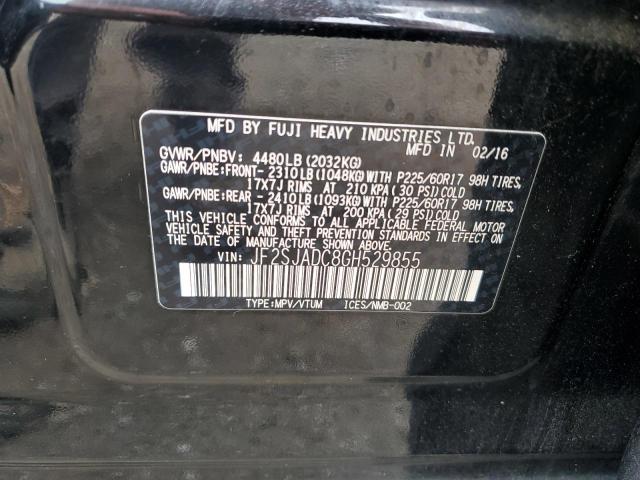 MFD BY FUJI HEAVY INDUSTRIES LTD.
MFD IN 02/16
GVWR/PNBV: 4480LB (2032KG)
GAWR/PNBE:FRONT- 2310LB (1048KG) WITH P225/60R17 98H TIRES,
17X7J RIMS AT 210 KPA (30 PSI) COLD
GAWR/PNBE:REAR - 2410LB (1093KG) WITH P225/60R17 98H TIRES,
17X7J RIMS AT 200 KPA (29 PSI) COLD
THIS VEHICLE CONFORMS TO ALL APPLICABLE FEDERAL MOTOR
VEHICLE SAFETY AND THEFT PREVENTION STANDARDS IN
EFFECT ON THE DATE OF MANUFACTURE SHOWN ABOVE.
VIN: JF2SJADC8GH529855
TYPE:MPV/VTUM ICES/NMB-002